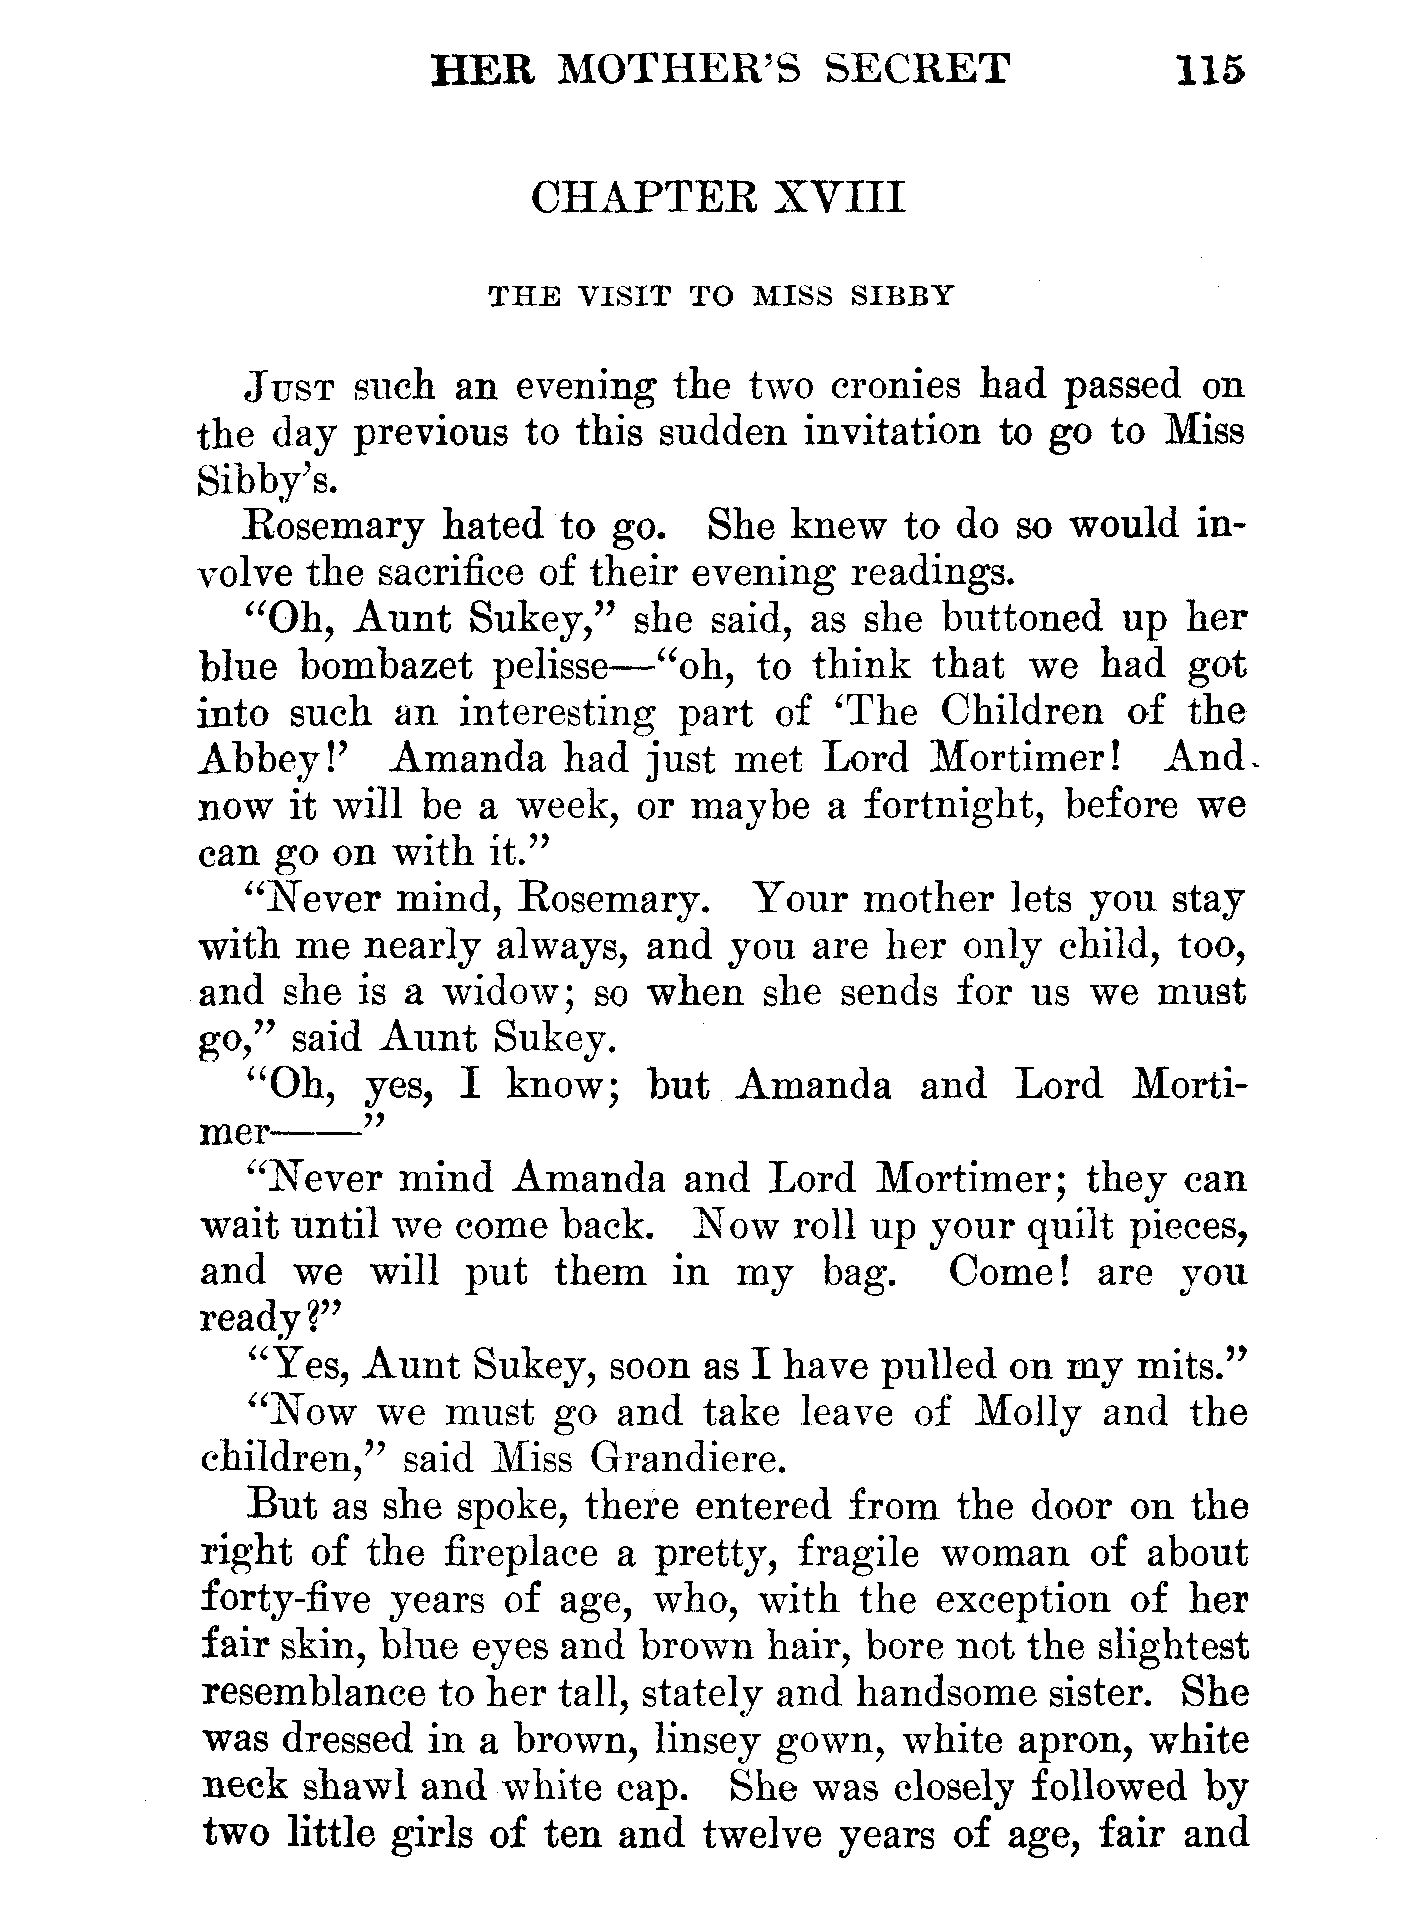 HER MOTHER'S SECRET 115
CHAPTER XVIII
THE VISIT TO MISS SIBBY
JUST such an evening the two cronies had passed on
the day previous to this sudden invitation to go to Miss
Sibby's.
Rosemary hated to go. She knew to do so would in-
volve the sacrifice of their evening readings.
"Oh, Aunt Sukey," she said, as she buttoned up her
blue bombazet pelisse—"oh, to think that we had got
into such an interesting part of 'The Children of the
Abbey!' Amanda had just met Lord Mortimer! And
now it will be a week, or maybe a fortnight, before we
can go on with it."
"Never mind, Rosemary. Your mother lets you stay
with me nearly always, and you are her only child, too,
and she is a widow; so when she sends for us we must
go," said Aunt Sukey.
"Oh, yes, I know; but Amanda and Lord Morti-
mer——"
"Never mind Amanda and Lord Mortimer; they can
wait until we come back. Now roll up your quilt pieces,
and we will put them in my bag. Come! are you
ready?"
"Yes, Aunt Sukey, soon as I have pulled on my mits."
"Now we must go and take leave of Molly and the
children," said Miss Grandiere.
But as she spoke, there entered from the door on the
right of the fireplace a pretty, fragile woman of about
forty-five years of age, who, with the exception of her
fair skin, blue eyes and brown hair, bore not the slightest
resemblance to her tall, stately and handsome sister. She
was dressed in a brown, linsey gown, white apron, white
neck shawl and white cap. She was closely followed by
two little girls of ten and twelve years of age, fair and